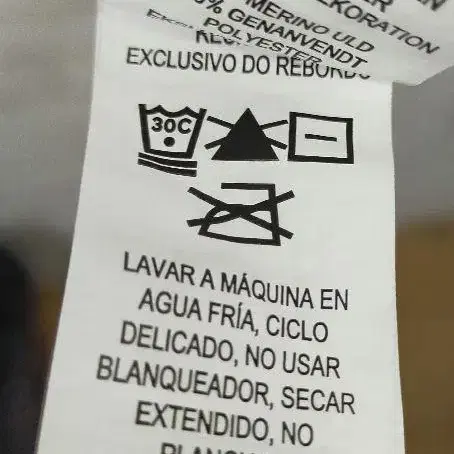 MERINO ULD
% GENANVENDT
POLYESTER
EKORATION
EXCLUSIVO DO REBORDO
30C
LAVAR A MÁQUINA EN
AGUA FRÍA, CICLO
DELICADO, NO USAR
BLANQUEADOR, SECAR
EXTENDIDO, NO